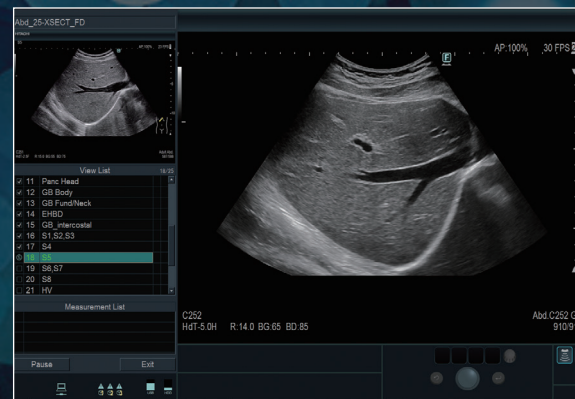 Abd_25-XSECT_FD
AP:100% 30 FPS
F
View List 18/25
11 Panc Head
12 GB Body
13 GB Fund/Neck
14 EHBD
15 GB_intercostal
16 S1,S2,S3
17 S4
18 S5
19 S6,S7
20 S8
21 HV
Measurement List
Pause Exit
C252
HdT-5.0H R:14.0 BG:65 BD:85
Abd.C252 G
910/9